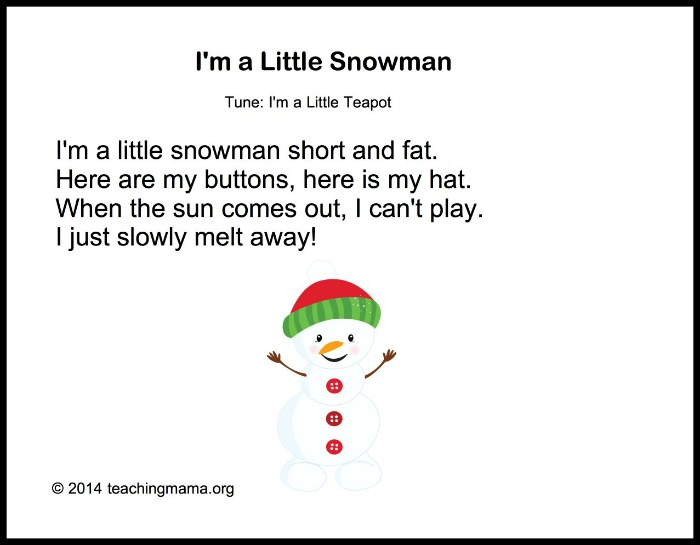 I'm a Little Snowman
Tune: I'm a Little Teapot
I'm a little snowman short and fat.
Here are my buttons, here is my hat.
When the sun comes out, I can't play.
I just slowly melt away!
© 2014 teachingmama.org